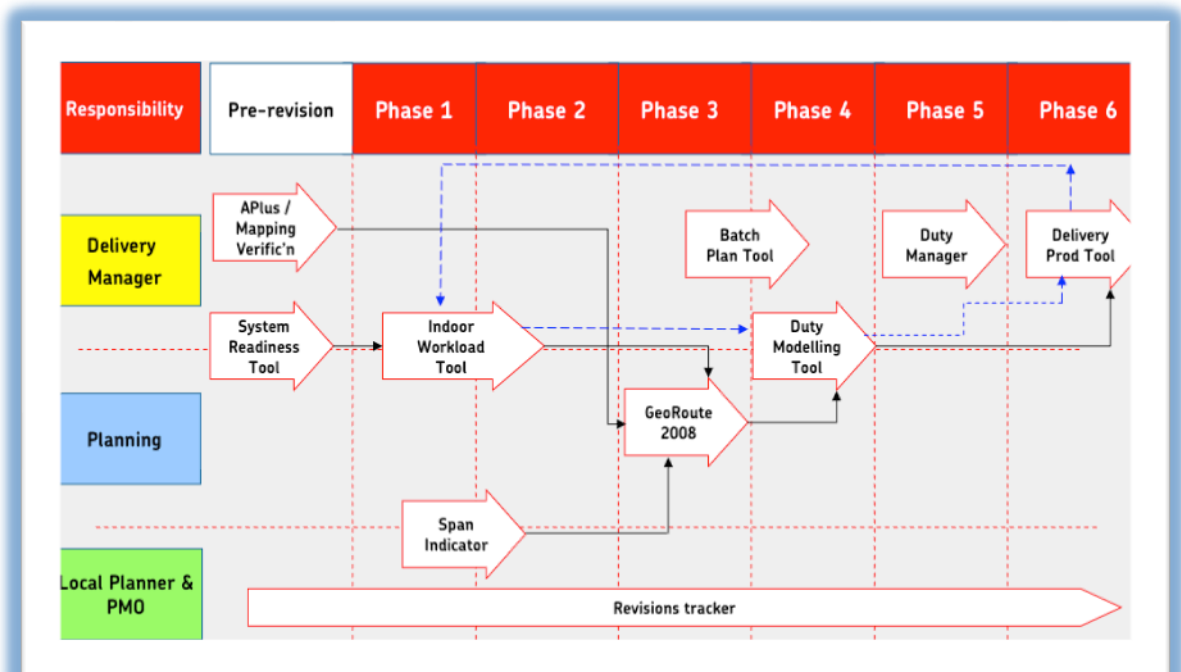 Responsibility
Pre-revision
Phase 1
Phase 2
Phase 3
Phase 4
Phase 5
Phase 6
APlus /
Mapping
Verific'n
Batch
Plan Tool
Duty
Manager
Delivery
Prod Tool
Delivery
Manager
System
Readiness
Tool
Indoor
Workload
Tool
Duty
Modelling
Tool
GeoRoute
2008
Planning
Span
Indicator
Local Planner &
PMO
Revisions tracker